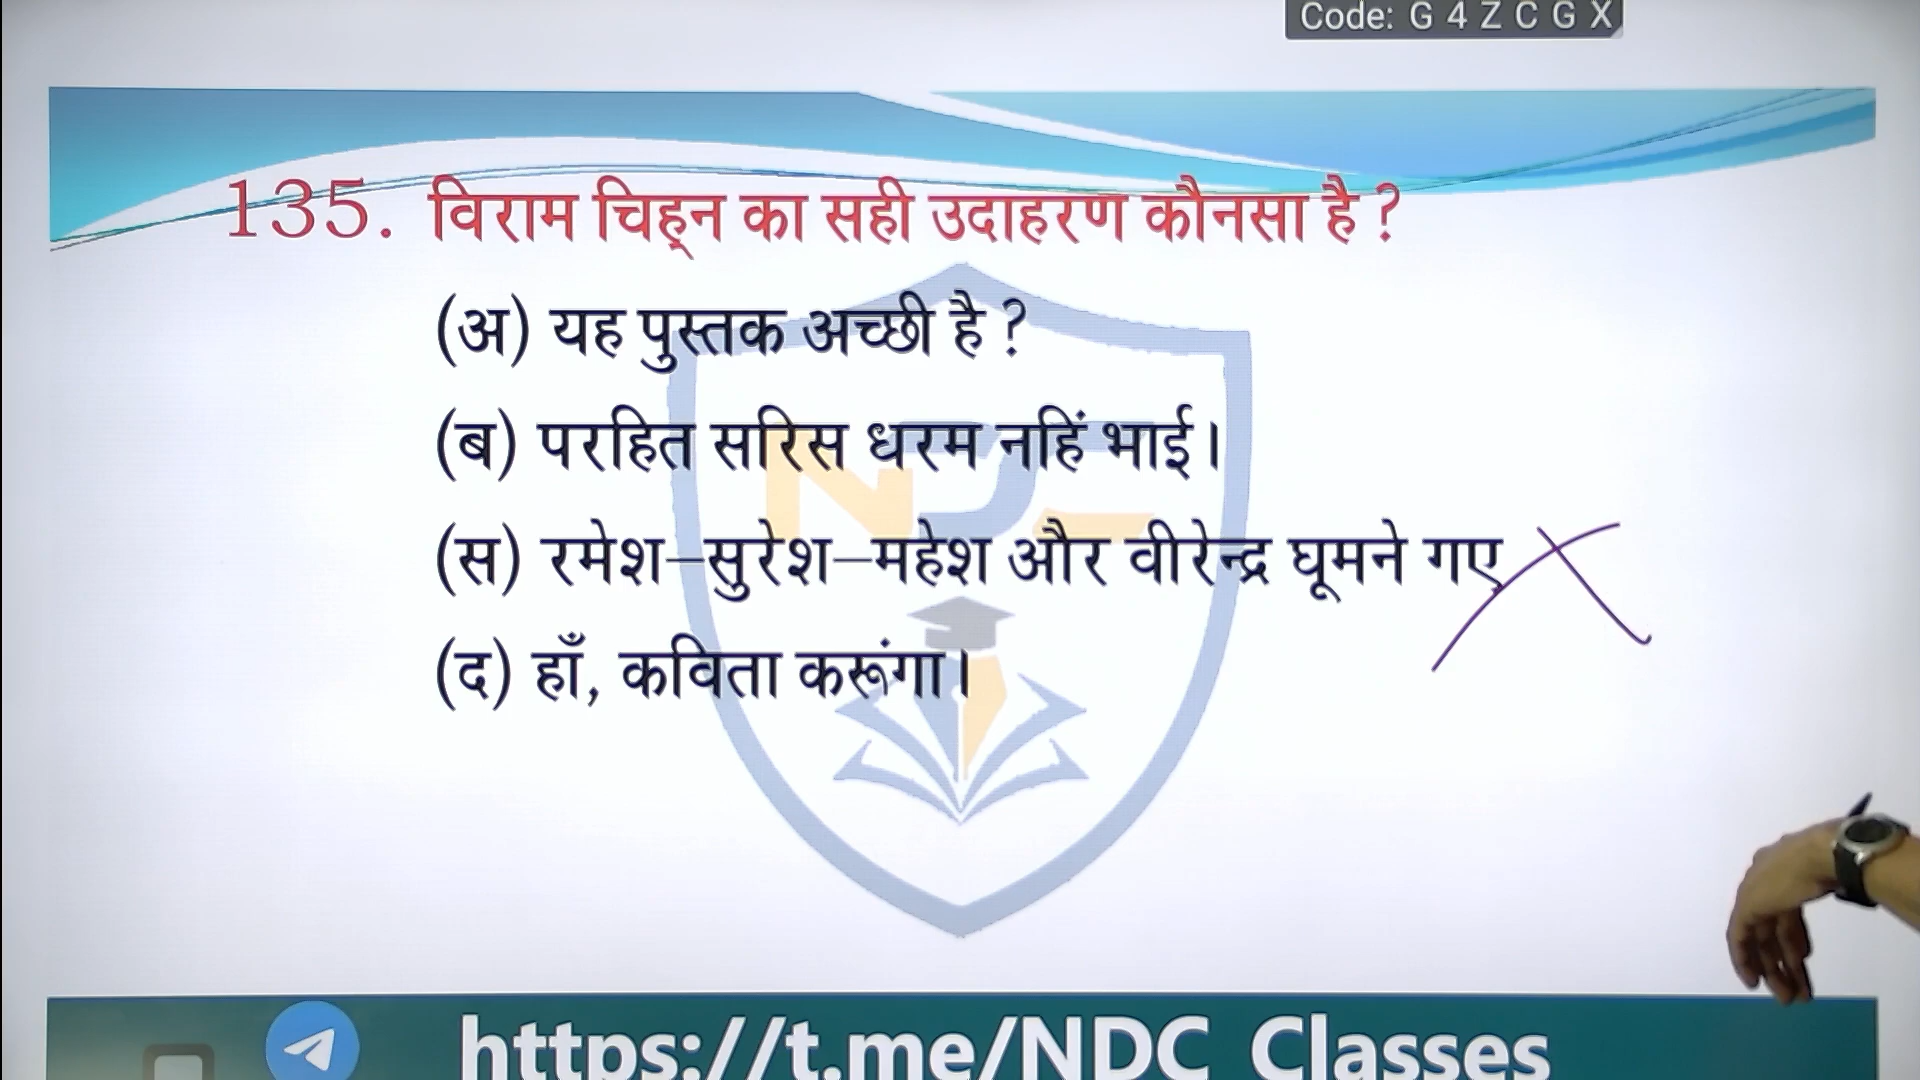 Code: G 4 Z C G X
135. विराम चिह्न का सही उदाहरण कौनसा है ?
(अ) यह पुस्तक अच्छी है ?
(ब) परहित सरिस धरम नहिं भाई।
(स) रमेश–सुरेश–महेश और वीरेन्द्र घूमने गए
(द) हाँ, कविता करूंगा।
NDC
https://t.me/NDC_Classes